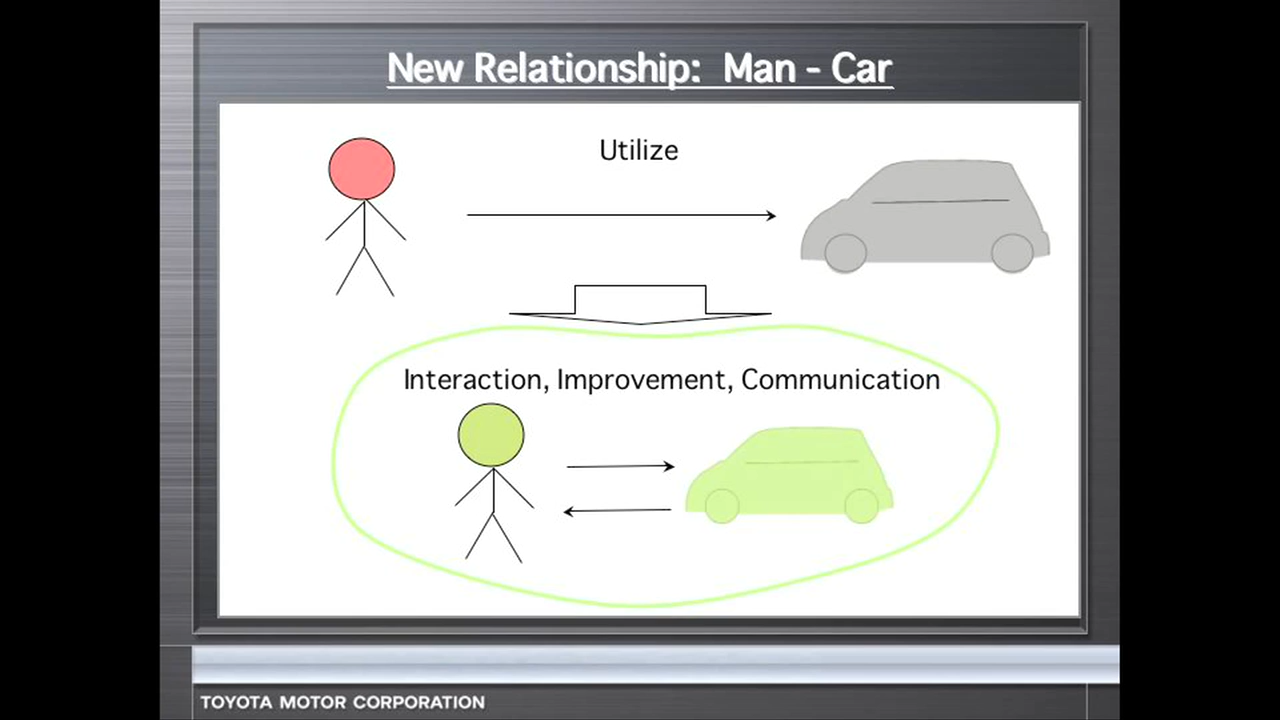 New Relationship: Man - Car
Utilize
Interaction, Improvement, Communication
TOYOTA MOTOR CORPORATION